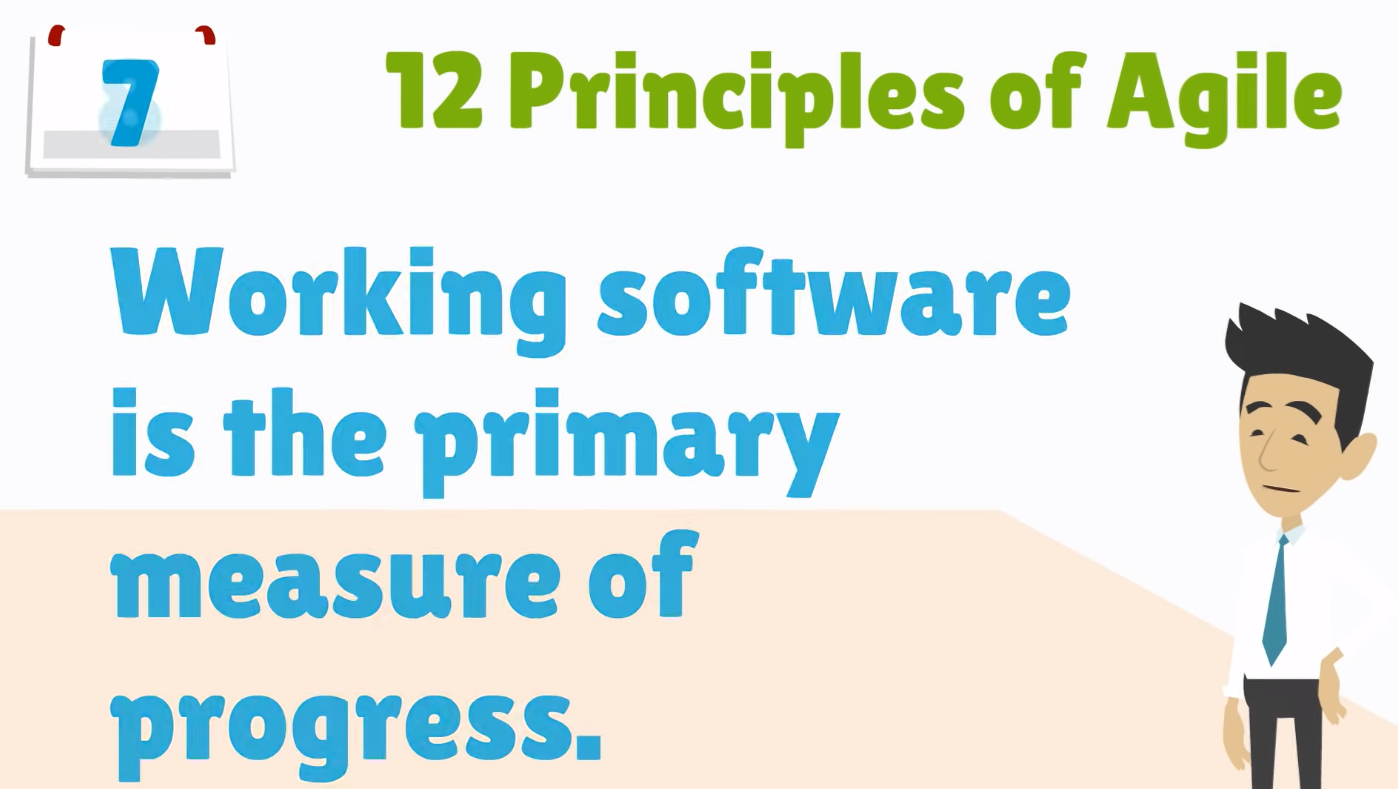 7
12 Principles of Agile
Working software
is the primary
measure of
progress.